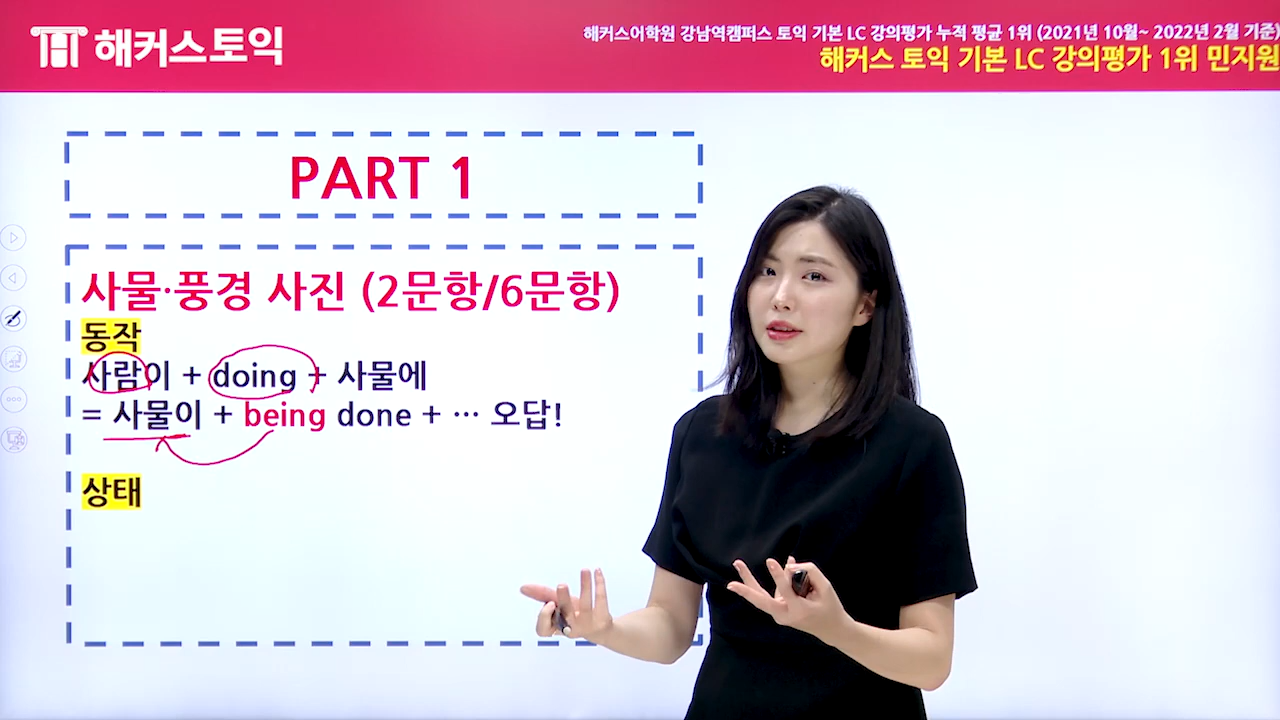 해커스토익
해커스어학원 강남역캠퍼스 토익 기본 LC 강의평가 누적 평균 1위 (2021년 10월~ 2022년 2월 기준)
해커스 토익 기본 LC 강의평가 1위 민지원
PART 1
사물·풍경 사진 (2문항/6문항)
동작
사람이 + doing + 사물에
= 사물이 + being done + ··· 오답!
상태